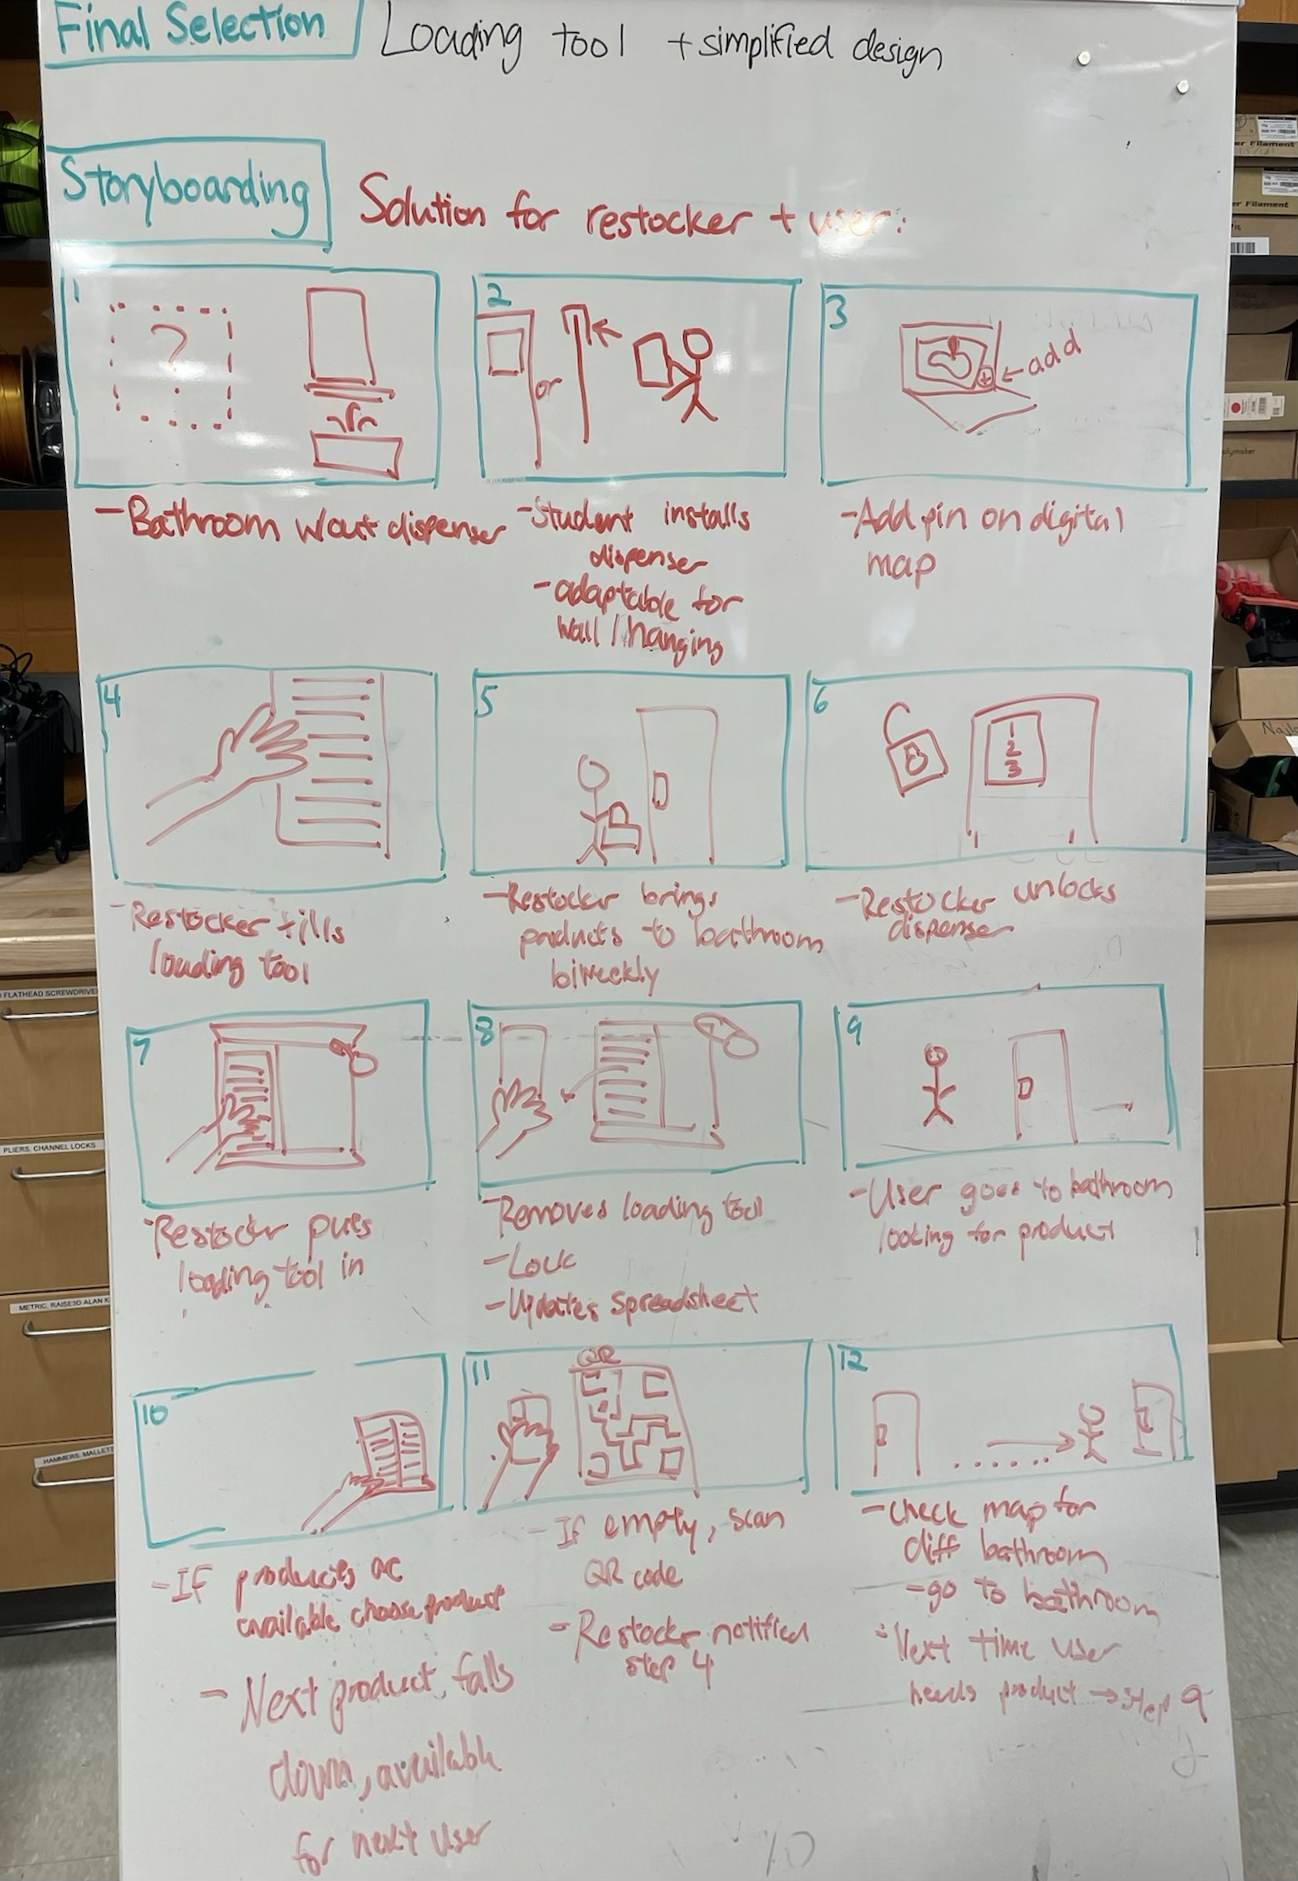 Final Selection
Loading tool + simplified design
Storyboarding
Solution for restocker + user:
1
?
- Bathroom w/out dispenser
2
or
- Student installs
dispenser
- adaptable for
wall / hanging
3
+ ← add
- Add pin on digital
map
4
- Restocker fills
loading tool
5
- Restocker brings
products to bathroom
biweekly
6
1
2
3
- Restocker unlocks
dispenser
7
- Restockr puts
loading tool in
8
- Removes loading tool
- Lock
- Updates spreadsheet
9
- User goes to bathroom
looking for product
10
- If products are
available, choose product
- Next product falls
down, available
for next user
11
QR
- If empty, scan
QR code
- Restocker notified
step 4
12
- Check map for
diff bathroom
- go to bathroom
- Next time user
needs product → step 9
FLATHEAD SCREWDRIVE
PLIERS, CHANNEL LOCKS
METRIC, RAISE3D ALAN K
HAMMERS, MALLETS
er Filament
r Filament
Nails